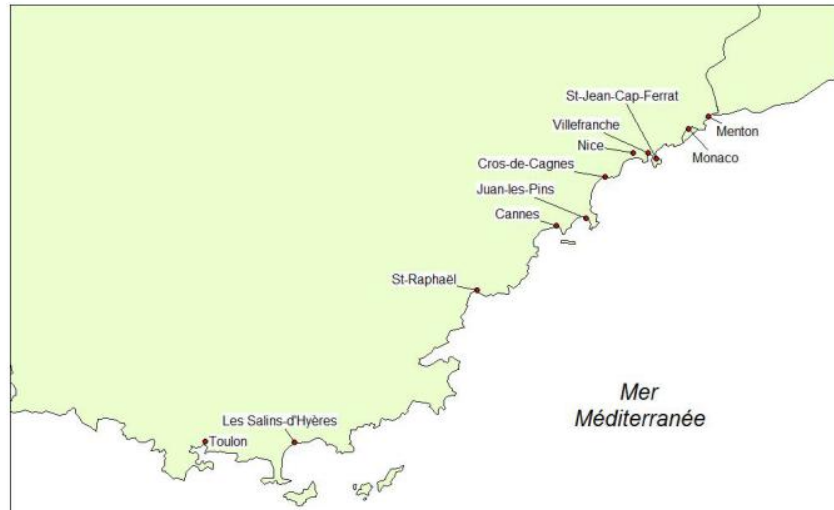 St-Jean-Cap-Ferrat
Villefranche
Menton
Nice
Monaco
Cros-de-Cagnes
Juan-les-Pins
Cannes
St-Raphaël
Mer
Méditerranée
Les Salins-d'Hyères
Toulon